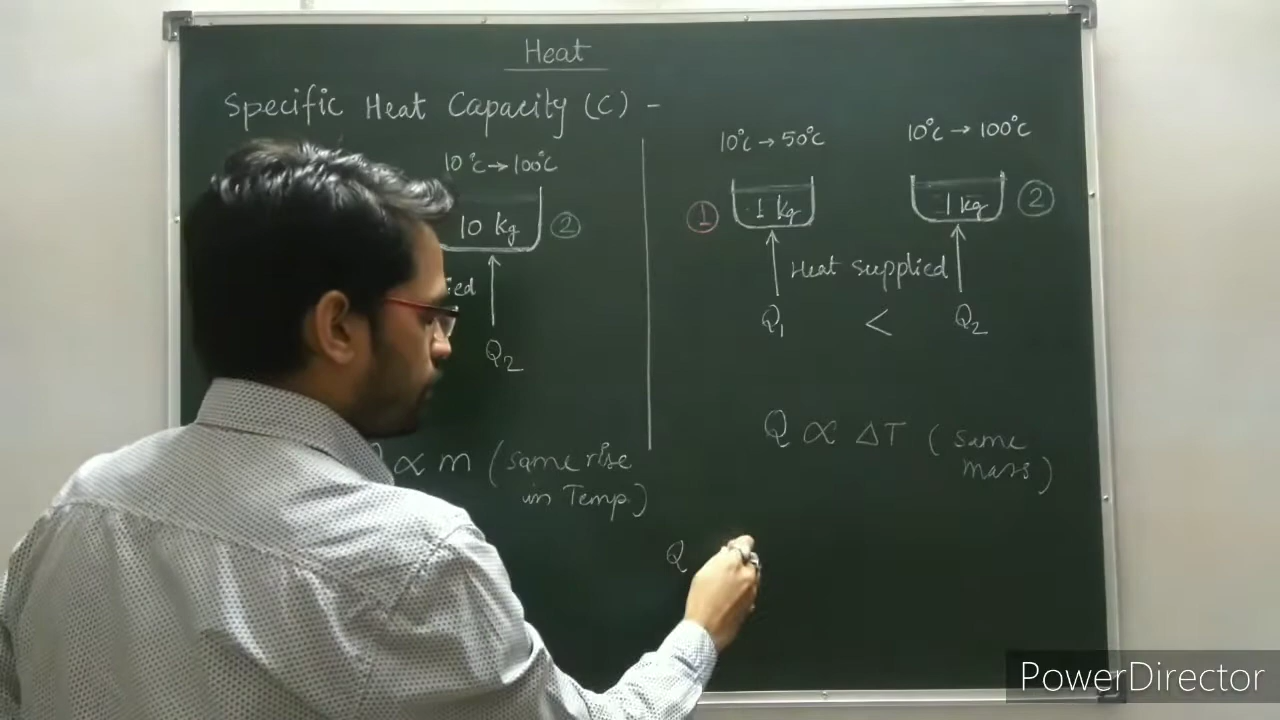 Heat
Specific Heat Capacity (C) -
10°C → 100°C
10 kg
2
ied
Q2
∝ m (same rise
in Temp.)
10°C → 50°C
10°C → 100°C
1
1 kg
1 kg
2
Heat supplied
Q1 < Q2
Q ∝ ΔT (same
mass)
Q
PowerDirector